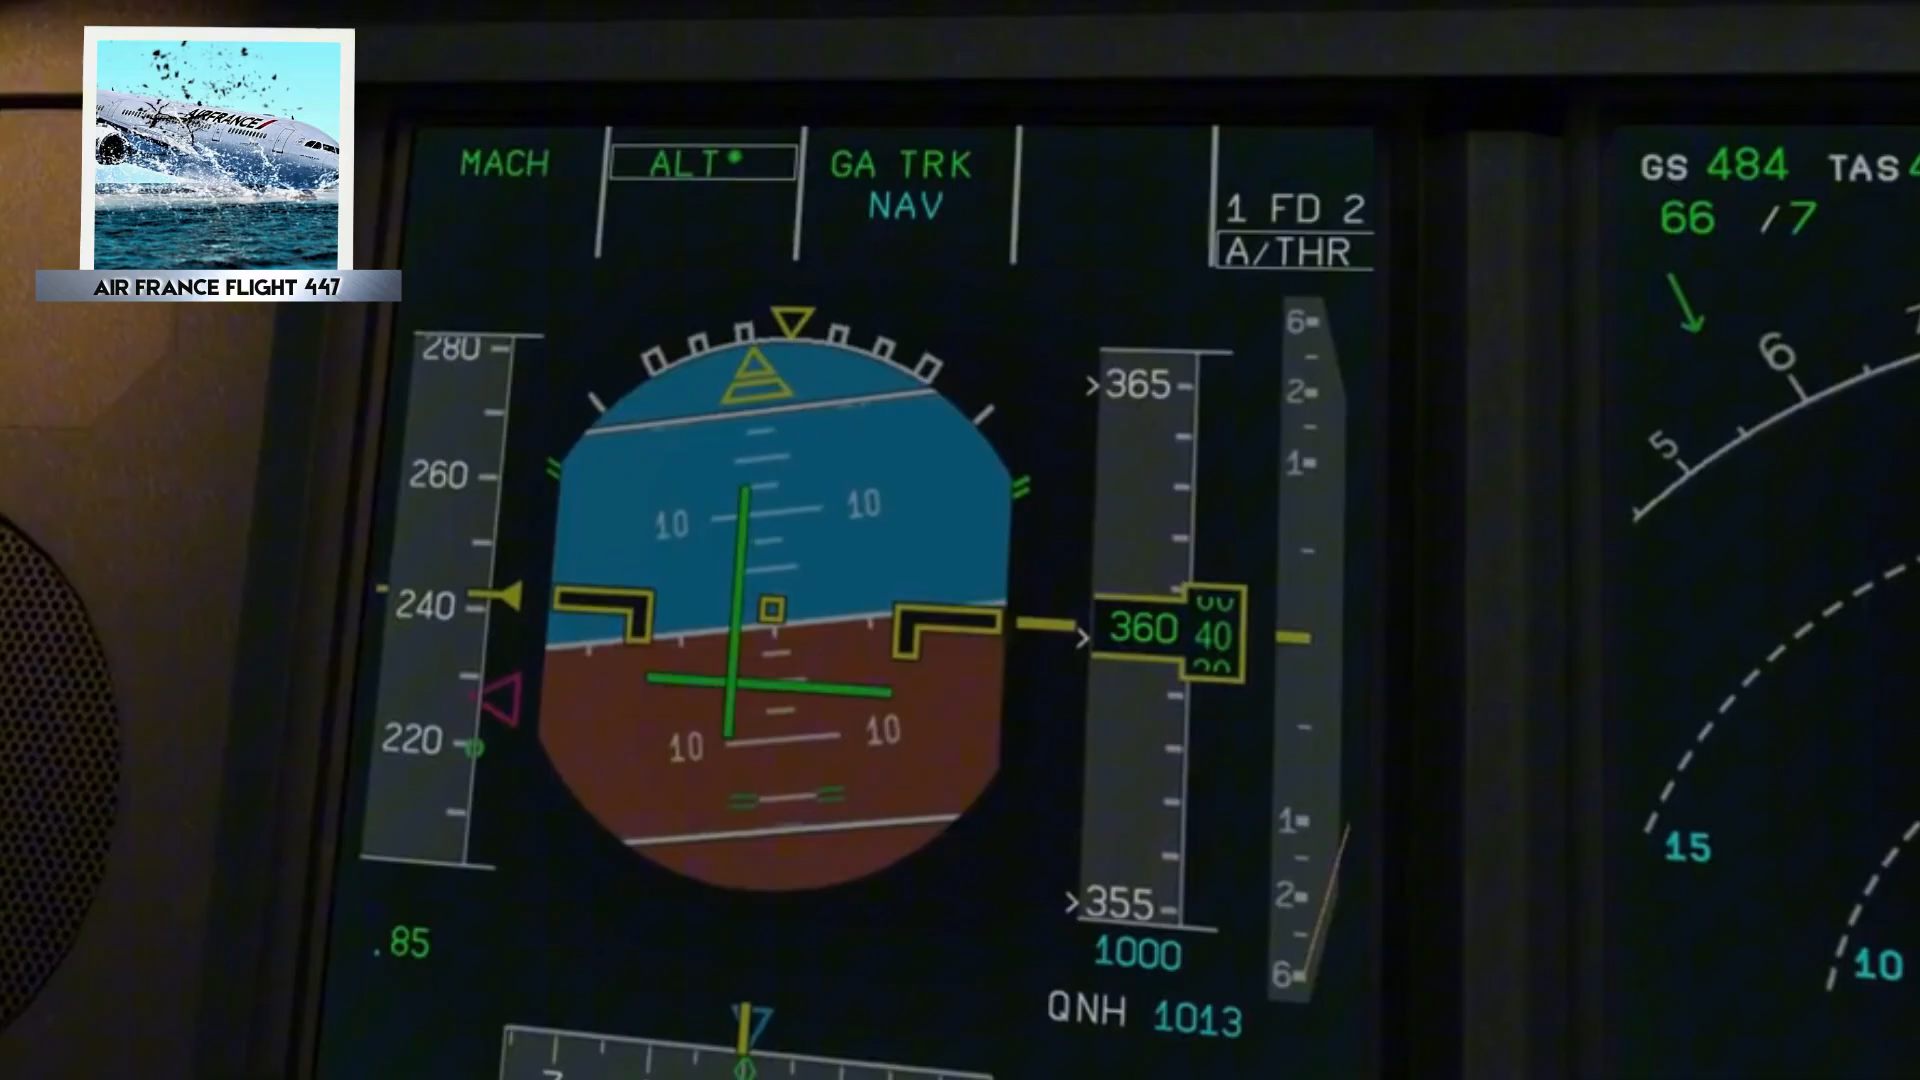 AIRFRANCE
AIR FRANCE FLIGHT 447
MACH
ALT*
GA TRK
NAV
1 FD 2
A/THR
GS 484 TAS
66 /7
280
260
240
220
.85
10 10
10 10
6
2
1
1
2
6
365
360
40
20
355
1000
QNH 1013
5
6
15
10